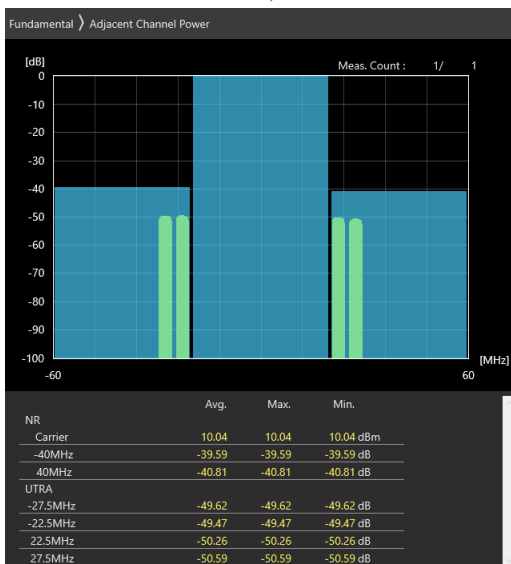 Fundamental 〉 Adjacent Channel Power
[dB] Meas. Count : 1/ 1
0
-10
-20
-30
-40
-50
-60
-70
-80
-90
-100
[MHz]
-60 60
Avg. Max. Min.
NR
Carrier 10.04 10.04 10.04 dBm
-40MHz -39.59 -39.59 -39.59 dB
40MHz -40.81 -40.81 -40.81 dB
UTRA
-27.5MHz -49.62 -49.62 -49.62 dB
-22.5MHz -49.47 -49.47 -49.47 dB
22.5MHz -50.26 -50.26 -50.26 dB
27.5MHz -50.59 -50.59 -50.59 dB